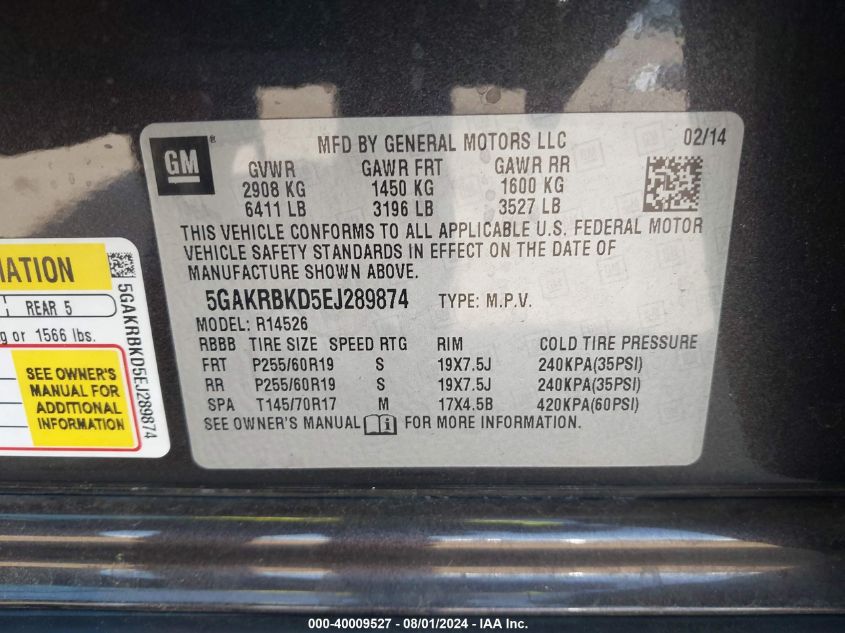 GM ®
MFD BY GENERAL MOTORS LLC 02/14
GVWR GAWR FRT GAWR RR
2908 KG 1450 KG 1600 KG
6411 LB 3196 LB 3527 LB
THIS VEHICLE CONFORMS TO ALL APPLICABLE U.S. FEDERAL MOTOR
VEHICLE SAFETY STANDARDS IN EFFECT ON THE DATE OF
MANUFACTURE SHOWN ABOVE.
5GAKRBKD5EJ289874 TYPE: M.P.V.
MODEL: R14526
RBBB TIRE SIZE SPEED RTG RIM COLD TIRE PRESSURE
FRT P255/60R19 S 19X7.5J 240KPA(35PSI)
RR P255/60R19 S 19X7.5J 240KPA(35PSI)
SPA T145/70R17 M 17X4.5B 420KPA(60PSI)
SEE OWNER'S MANUAL FOR MORE INFORMATION.
MATION
REAR 5
g or 1566 lbs.
SEE OWNER'S
MANUAL FOR
ADDITIONAL
INFORMATION
5GAKRBKD5EJ289874
000-40009527 - 08/01/2024 - IAA Inc.